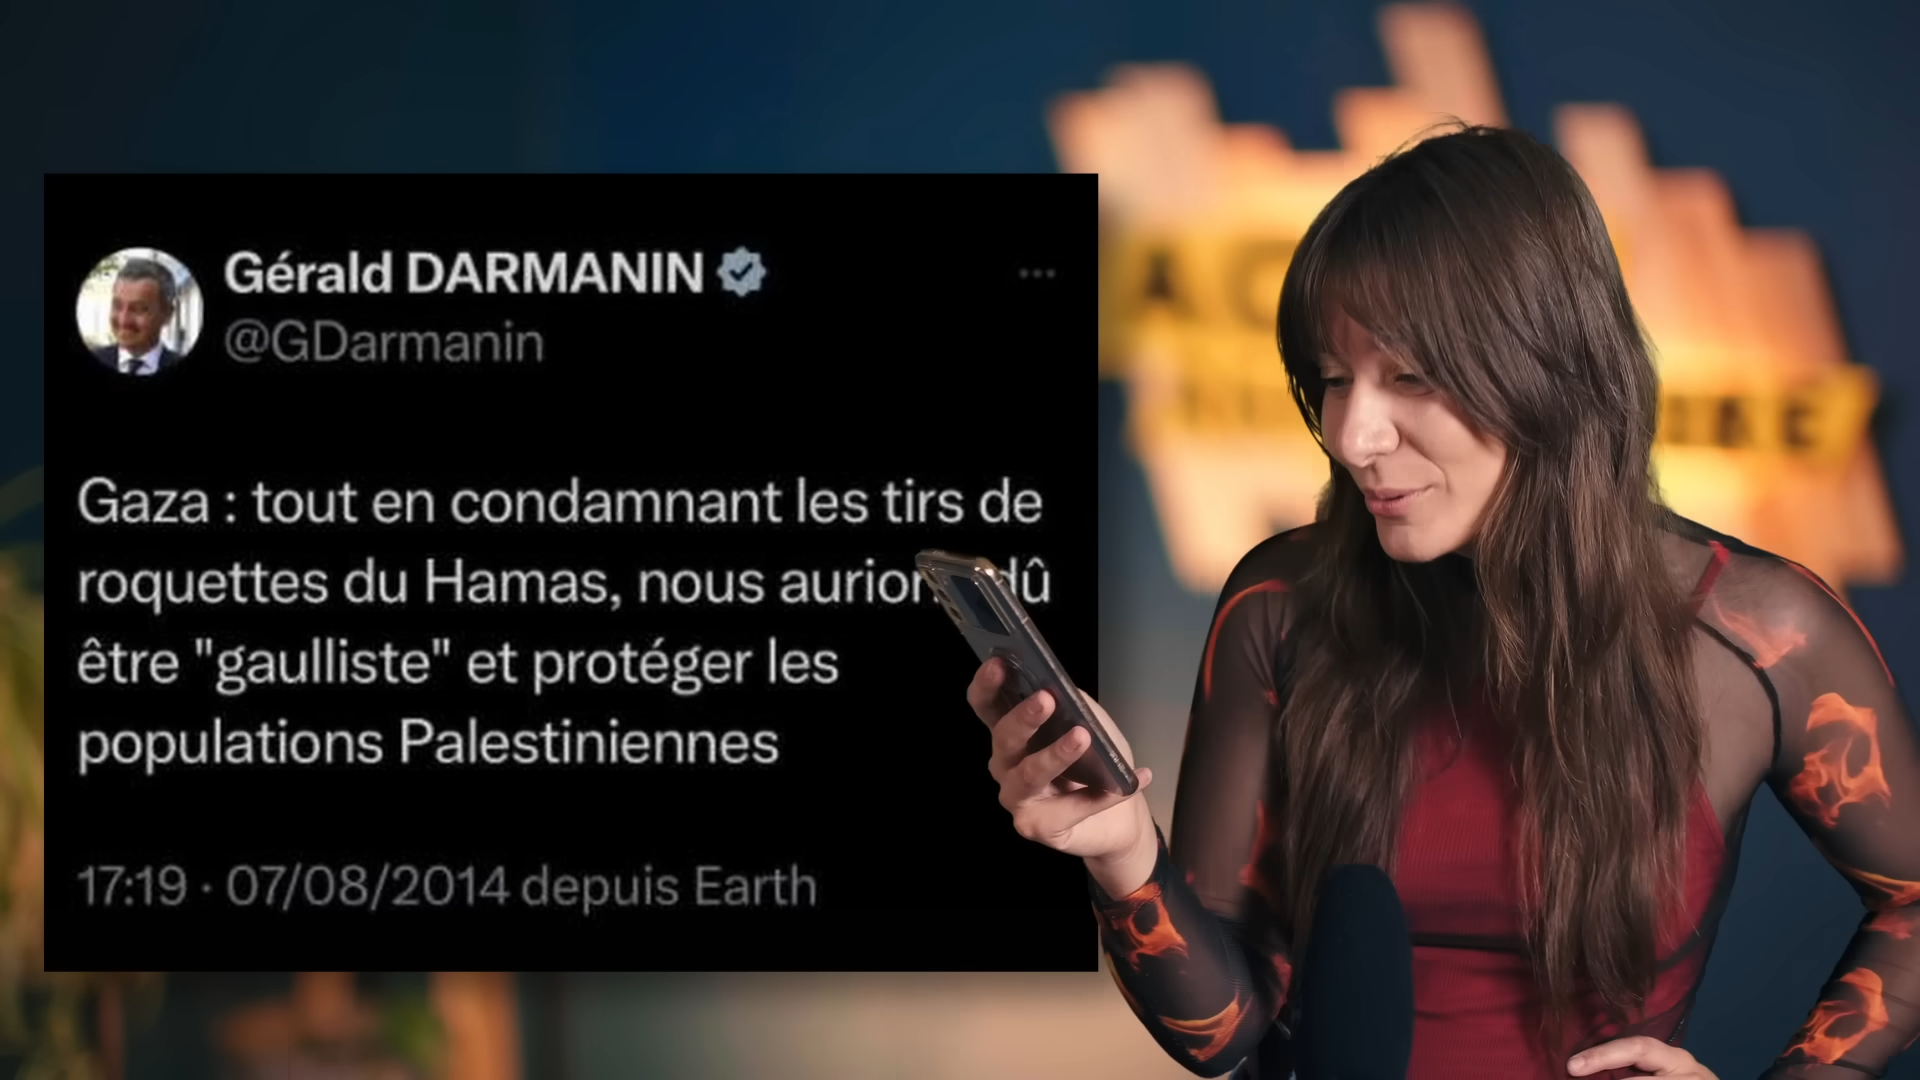 Gérald DARMANIN
@GDarmanin
Gaza : tout en condamnant les tirs de
roquettes du Hamas, nous aurion dû
être "gaulliste" et protéger les
populations Palestiniennes
17:19 · 07/08/2014 depuis Earth